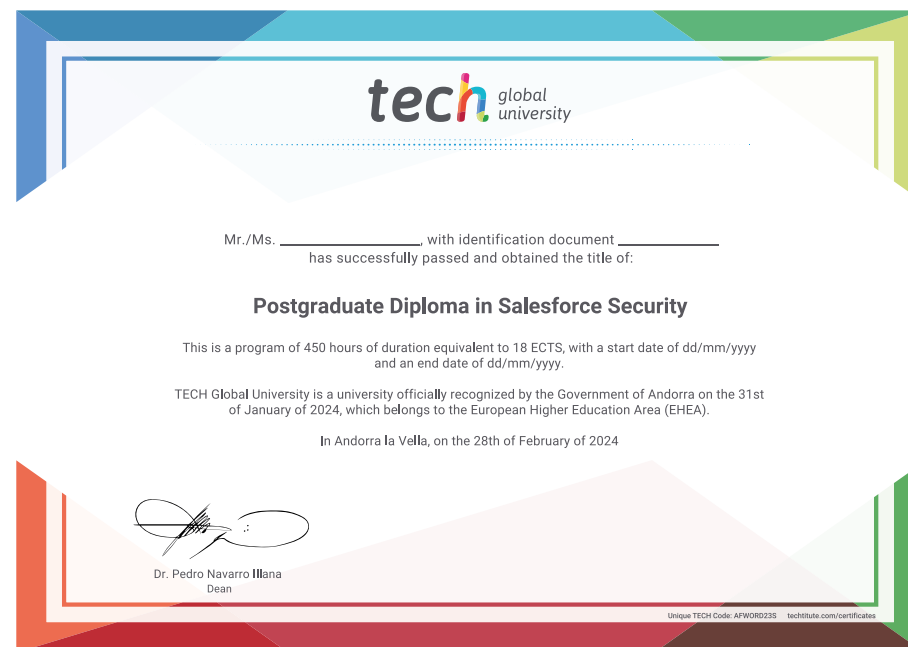 tech global university
Mr./Ms. ____________________, with identification document ______________
has successfully passed and obtained the title of:
Postgraduate Diploma in Salesforce Security
This is a program of 450 hours of duration equivalent to 18 ECTS, with a start date of dd/mm/yyyy
and an end date of dd/mm/yyyy.
TECH Global University is a university officially recognized by the Government of Andorra on the 31st
of January of 2024, which belongs to the European Higher Education Area (EHEA).
In Andorra la Vella, on the 28th of February of 2024
Dr. Pedro Navarro Illana
Dean
Unique TECH Code: AFWORD23S techtitute.com/certificates